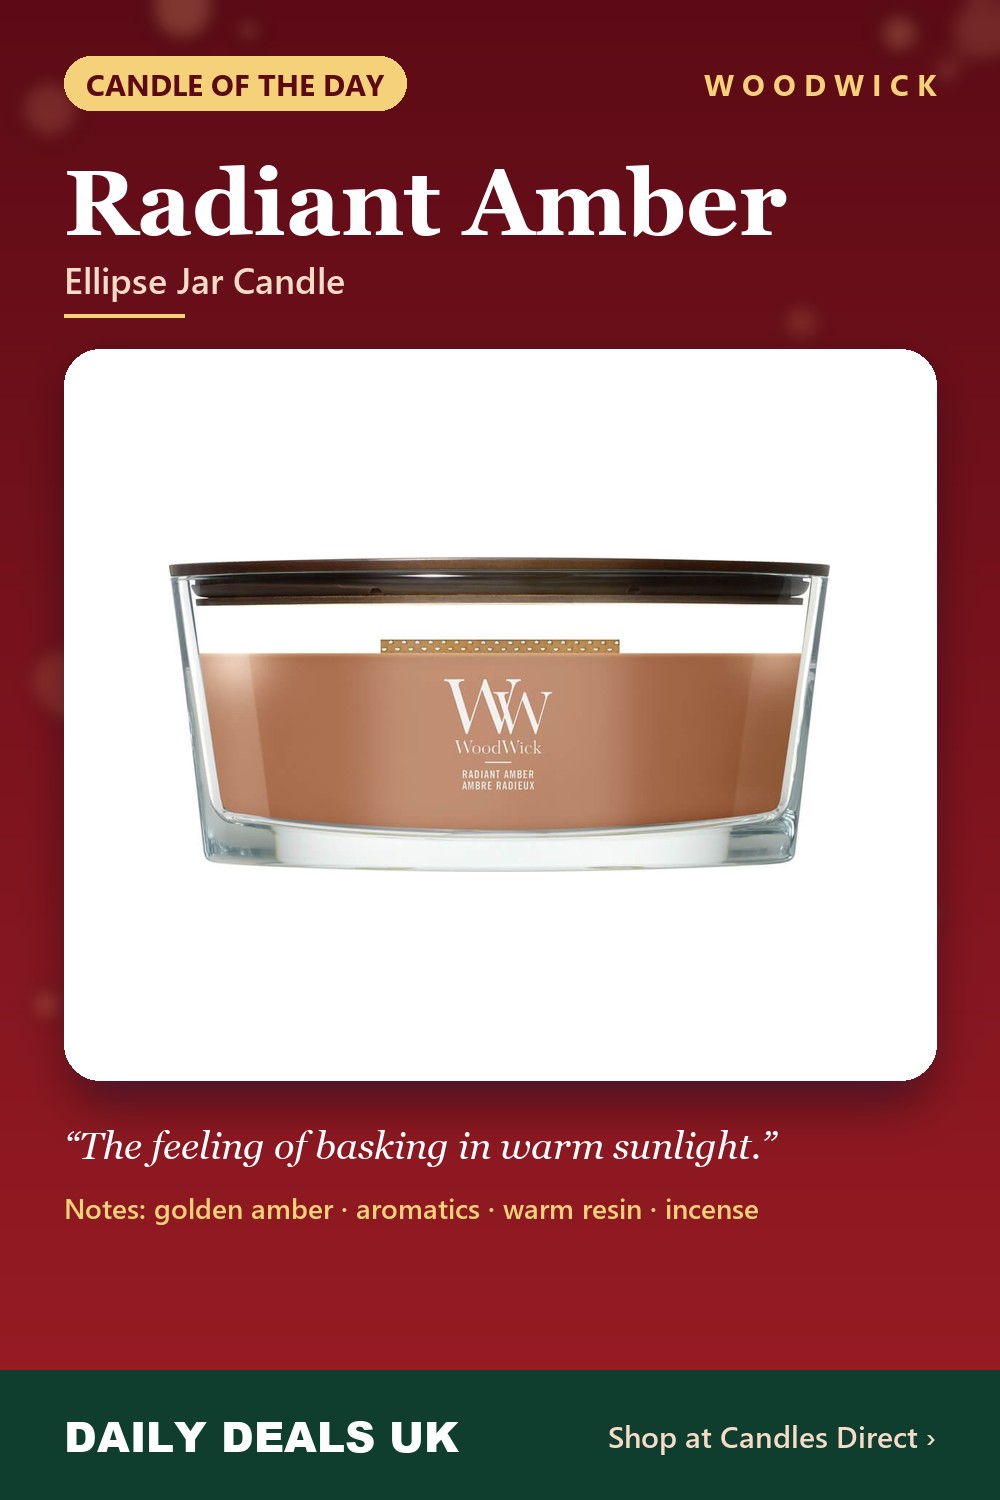 CANDLE OF THE DAY
WOODWICK
Radiant Amber
Ellipse Jar Candle
WW
WoodWick
RADIANT AMBER
AMBRE RADIEUX
“The feeling of basking in warm sunlight.”
Notes: golden amber · aromatics · warm resin · incense
DAILY DEALS UK
Shop at Candles Direct ›